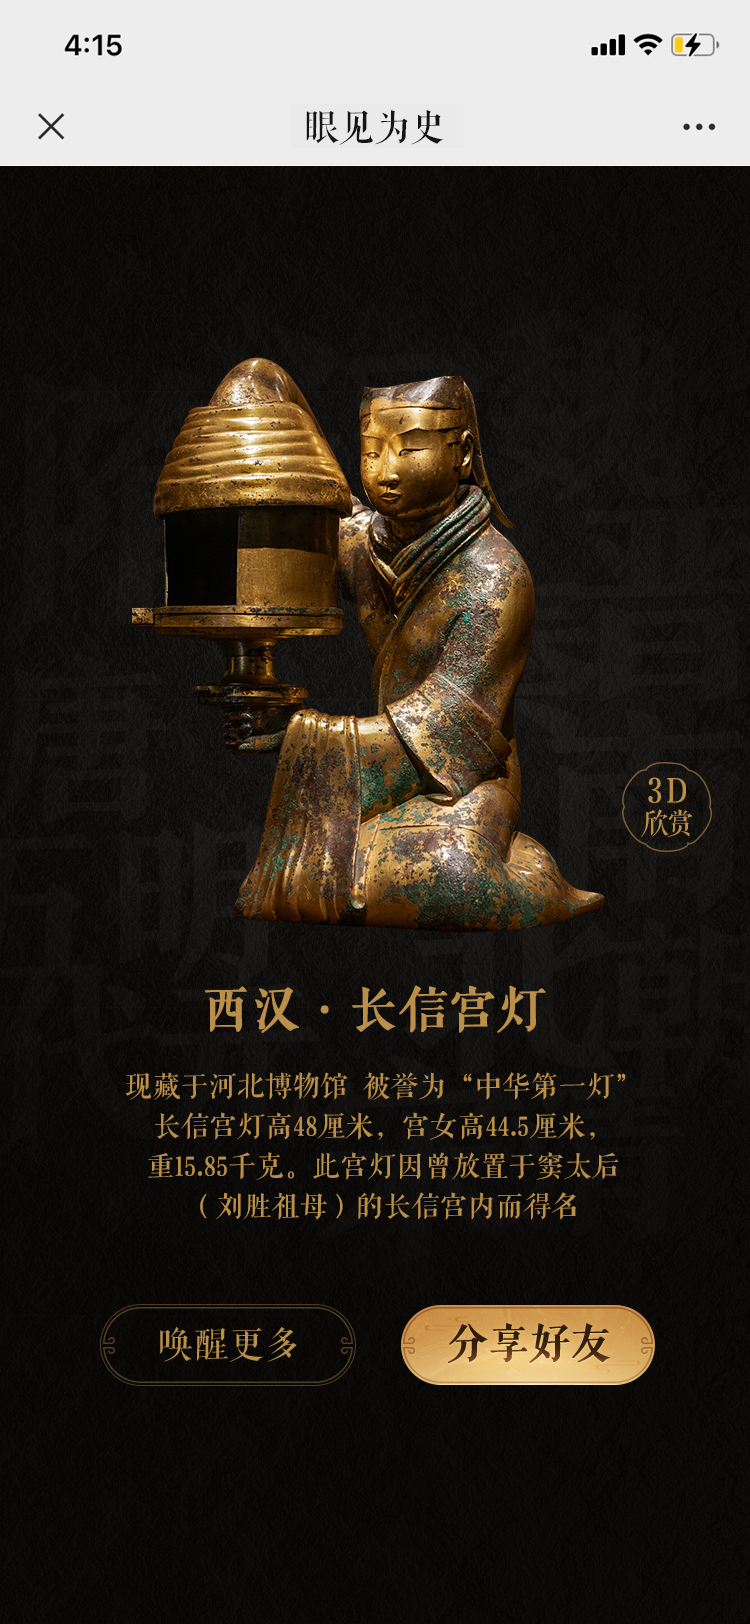 4:15
眼见为史
3D
欣赏
西汉·长信宫灯
现藏于河北博物馆 被誉为“中华第一灯”
长信宫灯高48厘米，宫女高44.5厘米，
重15.85千克。此宫灯因曾放置于窦太后
（刘胜祖母）的长信宫内而得名
唤醒更多
分享好友
唐
明